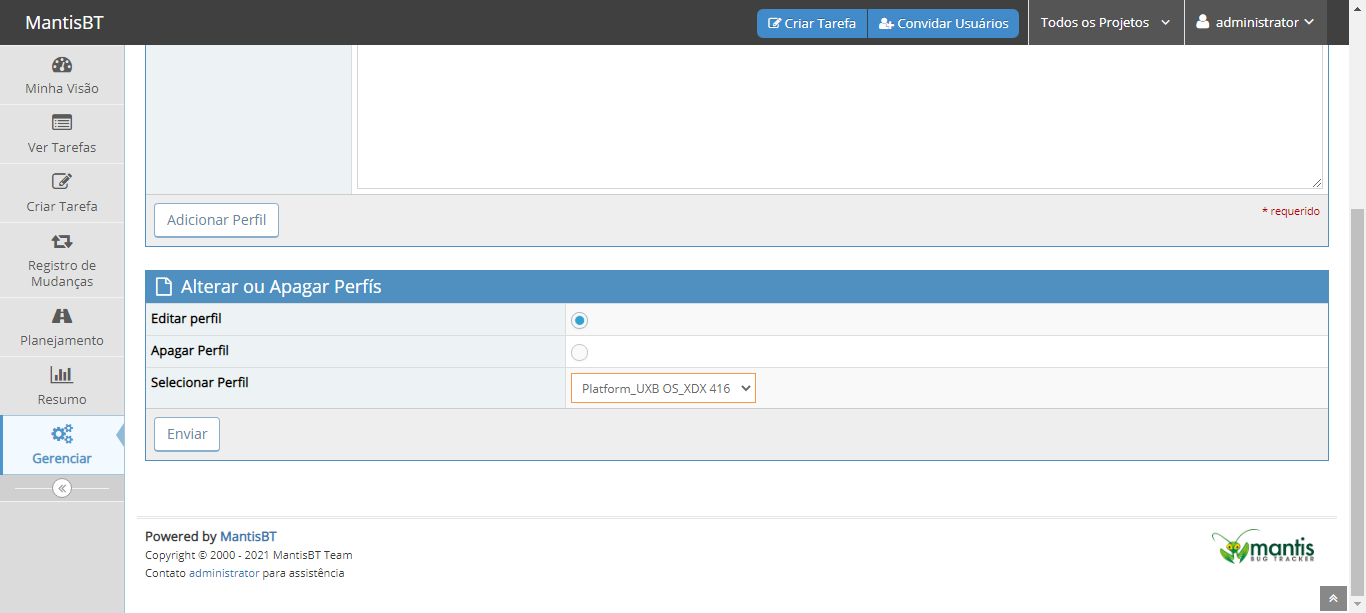 MantisBT
Criar Tarefa
Convidar Usuários
Todos os Projetos
administrator
Minha Visão
Ver Tarefas
Criar Tarefa
Registro de
Mudanças
Planejamento
Resumo
Gerenciar
Adicionar Perfil
* requerido
Alterar ou Apagar Perfís
Editar perfil
Apagar Perfil
Selecionar Perfil
Platform_UXB OS_XDX 416
Enviar
Powered by MantisBT
Copyright © 2000 - 2021 MantisBT Team
Contato administrator para assistência
mantis
BUG TRACKER